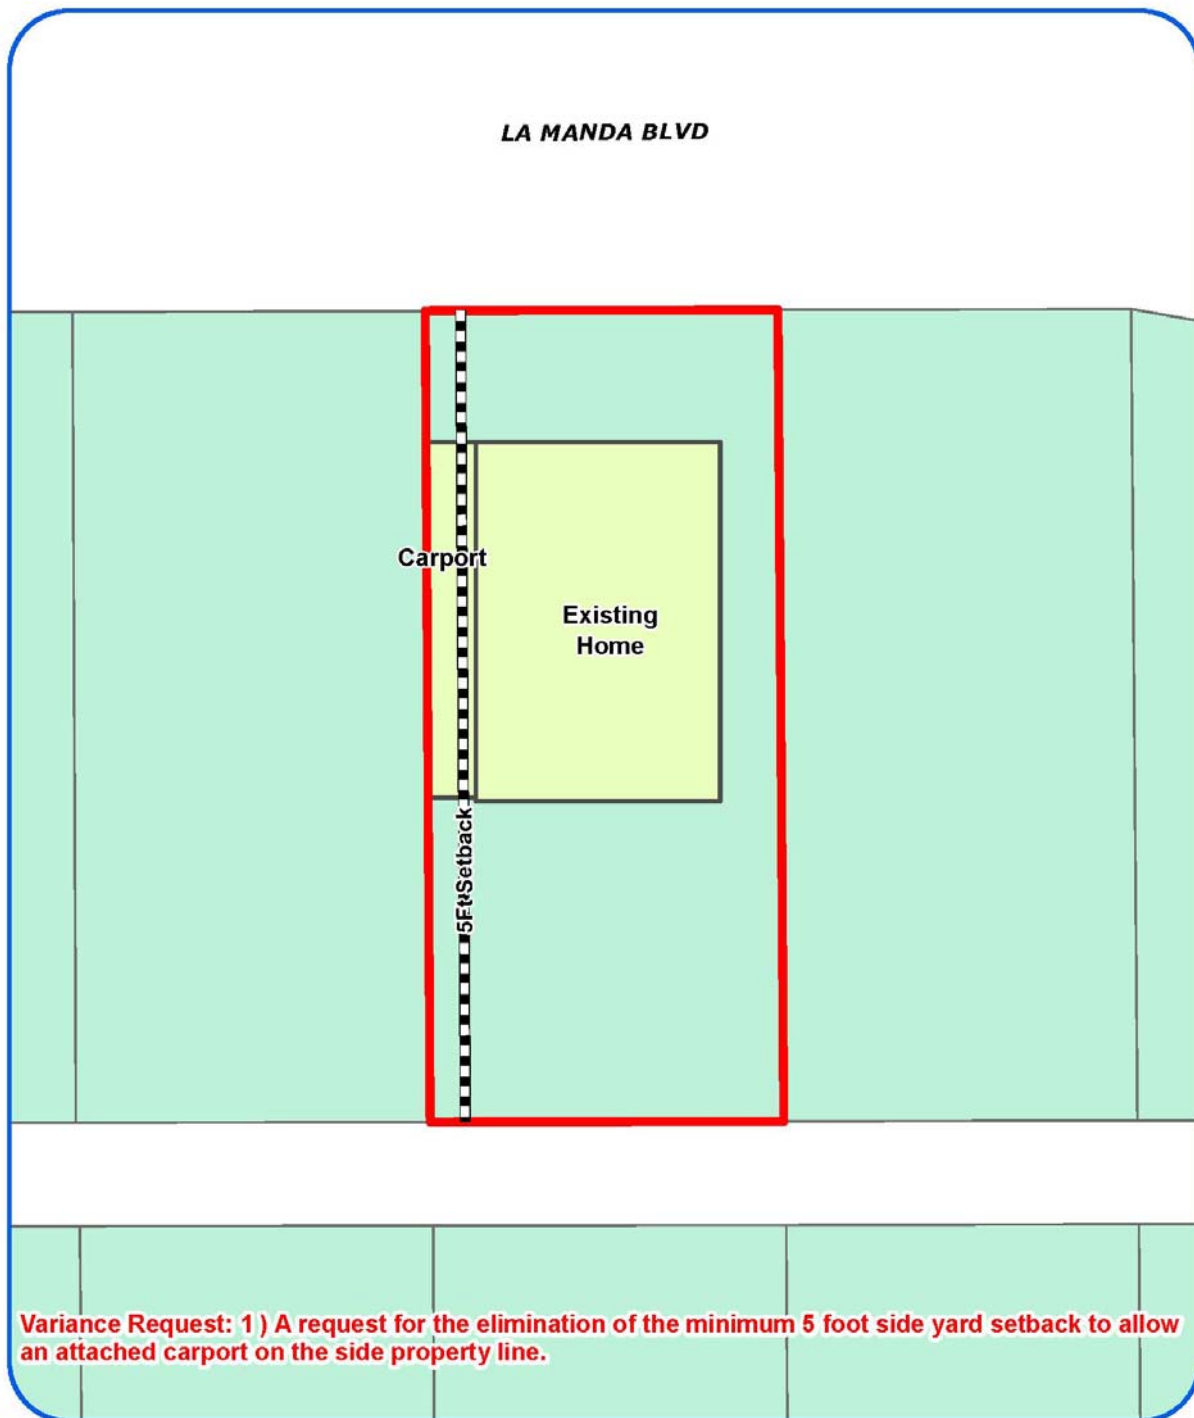 LA MANDA BLVD
Carport
Existing
Home
5Ft Setback
Variance Request: 1 ) A request for the elimination of the minimum 5 foot side yard setback to allow
an attached carport on the side property line.